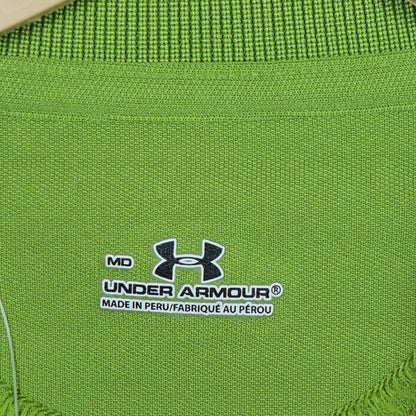 MD
UNDER ARMOUR®
MADE IN PERU/FABRIQUÉ AU PÉROU